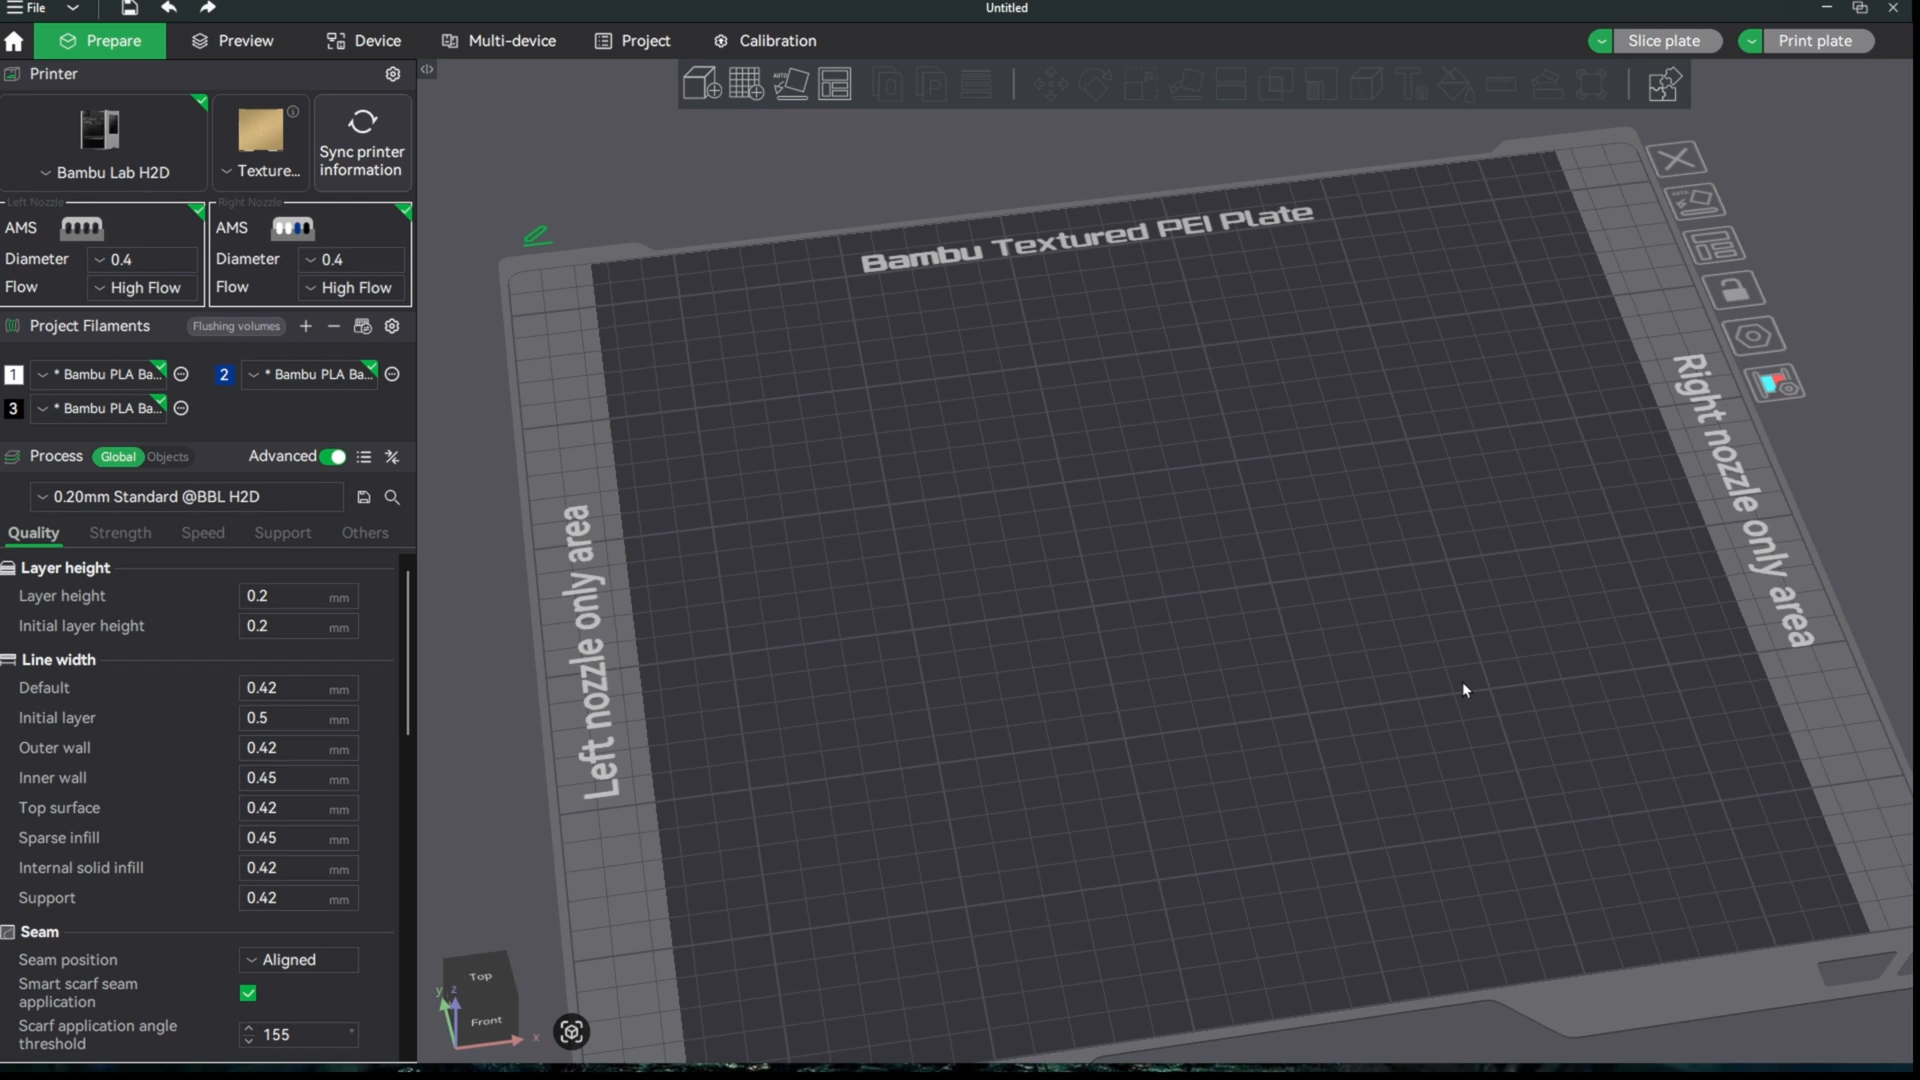 File
Untitled
Prepare
Preview
Device
Multi-device
Project
Calibration
Slice plate
Print plate
Printer
Bambu Lab H2D
Texture...
Sync printer
information
Left Nozzle
Right Nozzle
AMS
AMS
Diameter
0.4
Diameter
0.4
Flow
High Flow
Flow
High Flow
Project Filaments
Flushing volumes
1
* Bambu PLA Ba...
2
* Bambu PLA Ba...
3
* Bambu PLA Ba...
Process
Global
Objects
Advanced
0.20mm Standard @BBL H2D
Quality
Strength
Speed
Support
Others
Layer height
Layer height
0.2 mm
Initial layer height
0.2 mm
Line width
Default
0.42 mm
Initial layer
0.5 mm
Outer wall
0.42 mm
Inner wall
0.45 mm
Top surface
0.42 mm
Sparse infill
0.45 mm
Internal solid infill
0.42 mm
Support
0.42 mm
Seam
Seam position
Aligned
Smart scarf seam
application
Scarf application angle
threshold
155 °
AUTO
Bambu Textured PEI Plate
Left nozzle only area
Right nozzle only area
AUTO
Top
Front
y
z
x